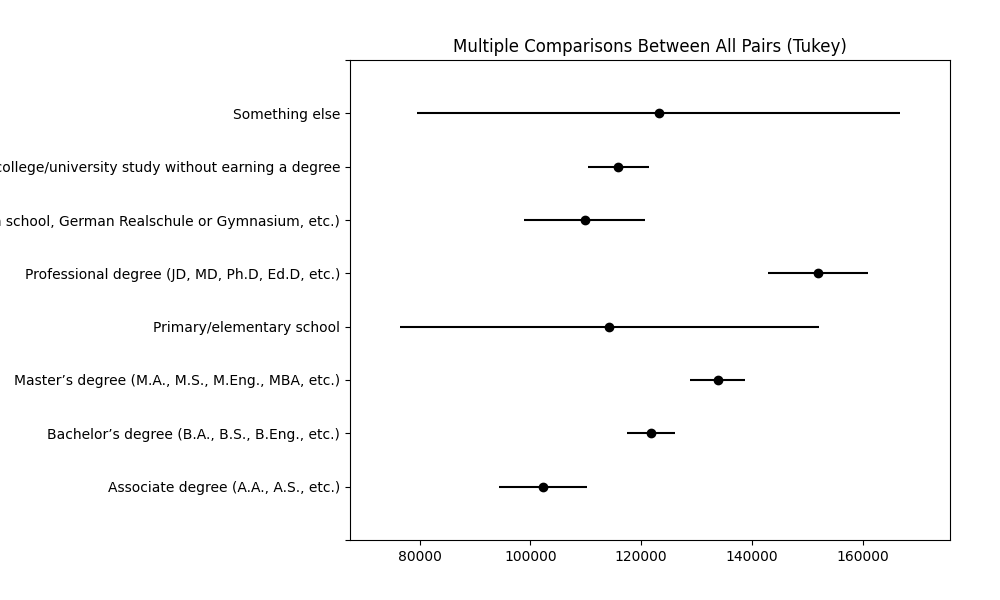 Multiple Comparisons Between All Pairs (Tukey)
Something else
college/university study without earning a degree
school, German Realschule or Gymnasium, etc.)
Professional degree (JD, MD, Ph.D, Ed.D, etc.)
Primary/elementary school
Master’s degree (M.A., M.S., M.Eng., MBA, etc.)
Bachelor’s degree (B.A., B.S., B.Eng., etc.)
Associate degree (A.A., A.S., etc.)
80000 100000 120000 140000 160000